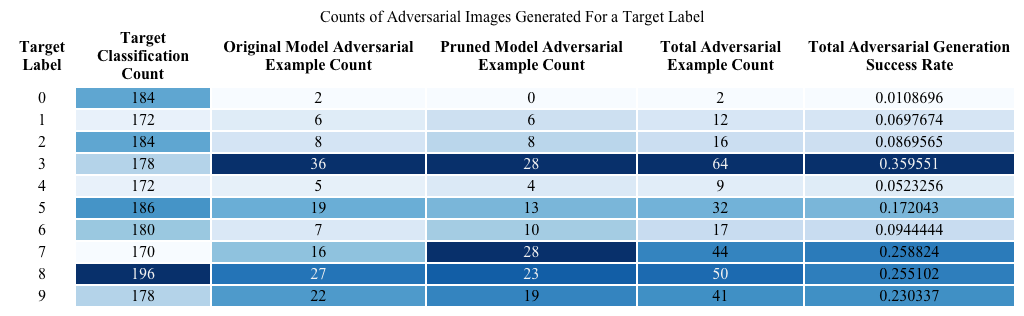 Counts of Adversarial Images Generated For a Target Label
Target Label Target Classification Count Original Model Adversarial Example Count Pruned Model Adversarial Example Count Total Adversarial Example Count Total Adversarial Generation Success Rate
0 184 2 0 2 0.0108696
1 172 6 6 12 0.0697674
2 184 8 8 16 0.0869565
3 178 36 28 64 0.359551
4 172 5 4 9 0.0523256
5 186 19 13 32 0.172043
6 180 7 10 17 0.0944444
7 170 16 28 44 0.258824
8 196 27 23 50 0.255102
9 178 22 19 41 0.230337